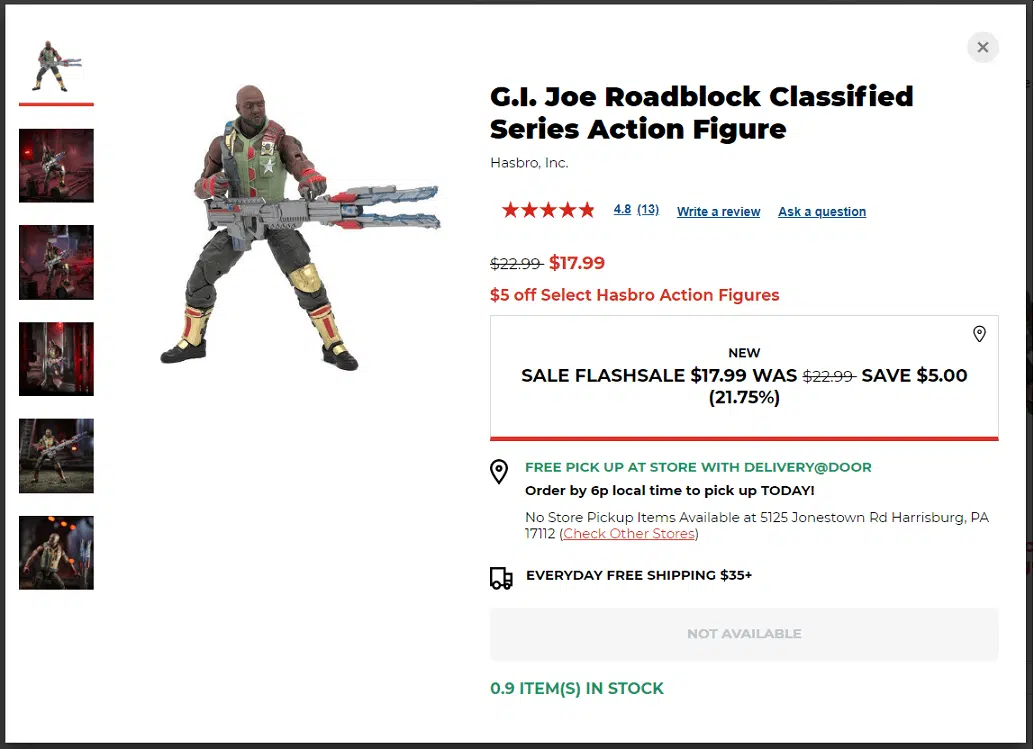 G.I. Joe Roadblock Classified
Series Action Figure
Hasbro, Inc.
4.8 (13) Write a review Ask a question
$22.99 $17.99
$5 off Select Hasbro Action Figures
NEW
SALE FLASHSALE $17.99 WAS $22.99 SAVE $5.00
(21.75%)
FREE PICK UP AT STORE WITH DELIVERY@DOOR
Order by 6p local time to pick up TODAY!
No Store Pickup Items Available at 5125 Jonestown Rd Harrisburg, PA
17112 (Check Other Stores)
EVERYDAY FREE SHIPPING $35+
NOT AVAILABLE
0.9 ITEM(S) IN STOCK